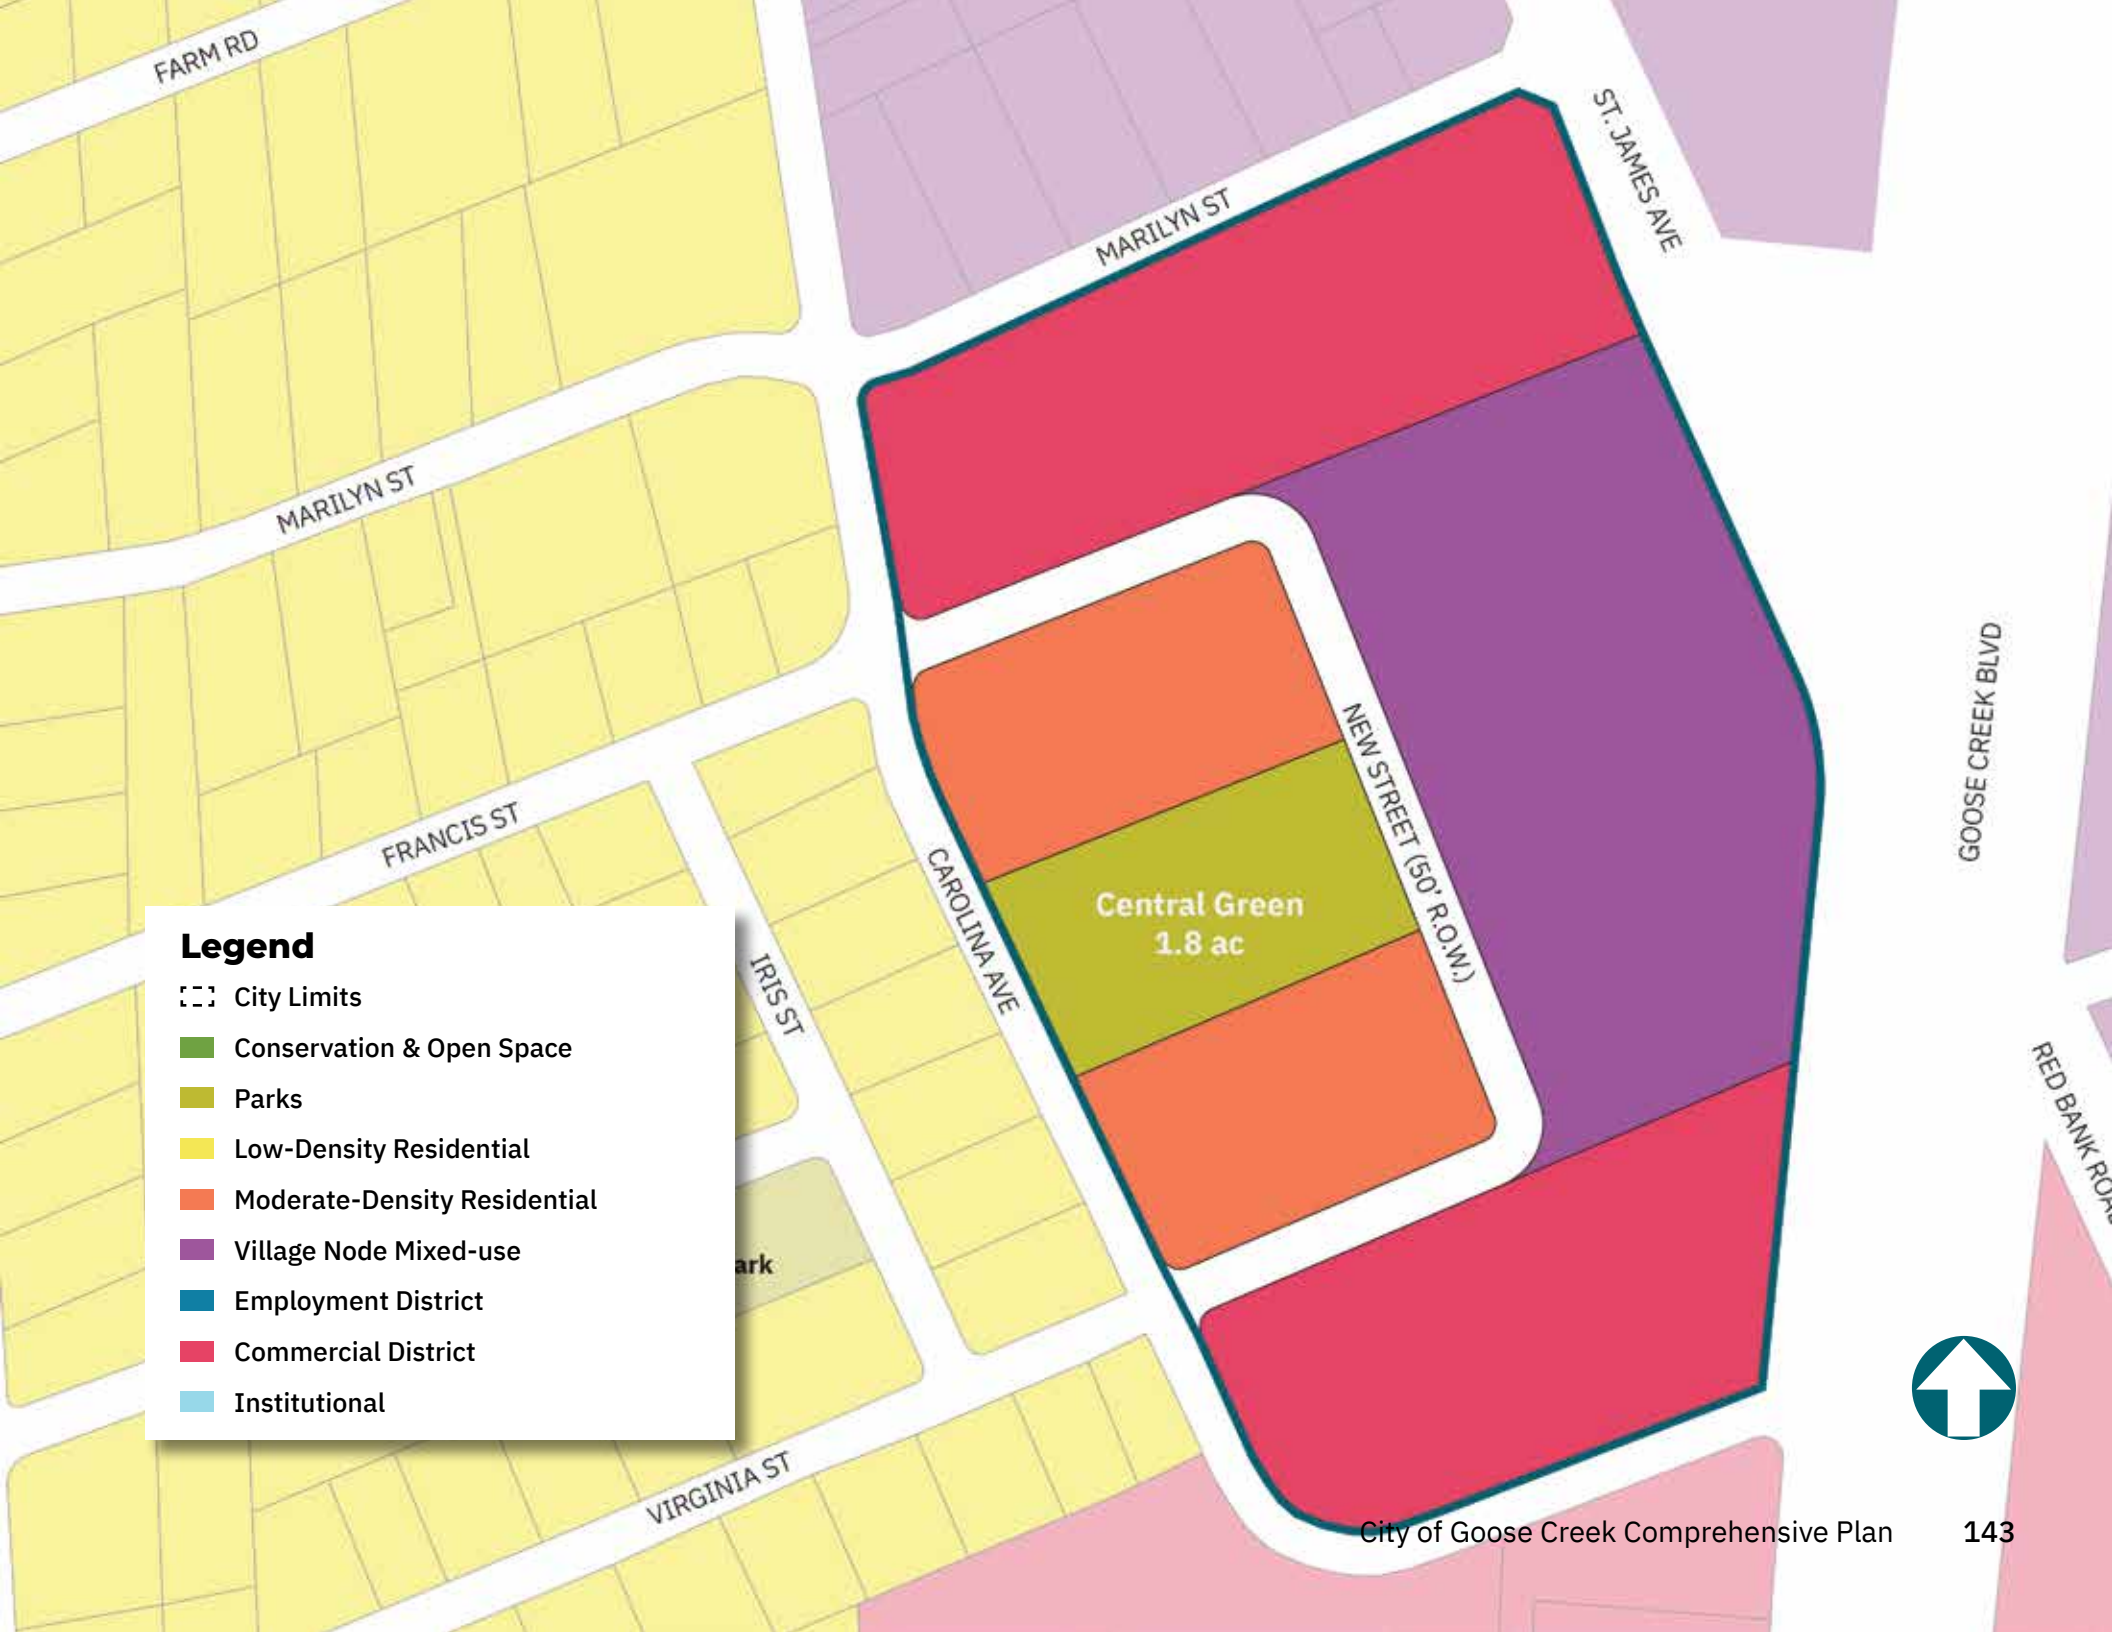 FARM RD
ST. JAMES AVE
MARILYN ST
MARILYN ST
GOOSE CREEK BLVD
NEW STREET (50' R.O.W.)
FRANCIS ST
CAROLINA AVE
Central Green
1.8 ac
IRIS ST
RED BANK ROAD
Legend
City Limits
Conservation & Open Space
Parks
Low-Density Residential
Moderate-Density Residential
Village Node Mixed-use
Employment District
Commercial District
Institutional
ark
VIRGINIA ST
City of Goose Creek Comprehensive Plan 143